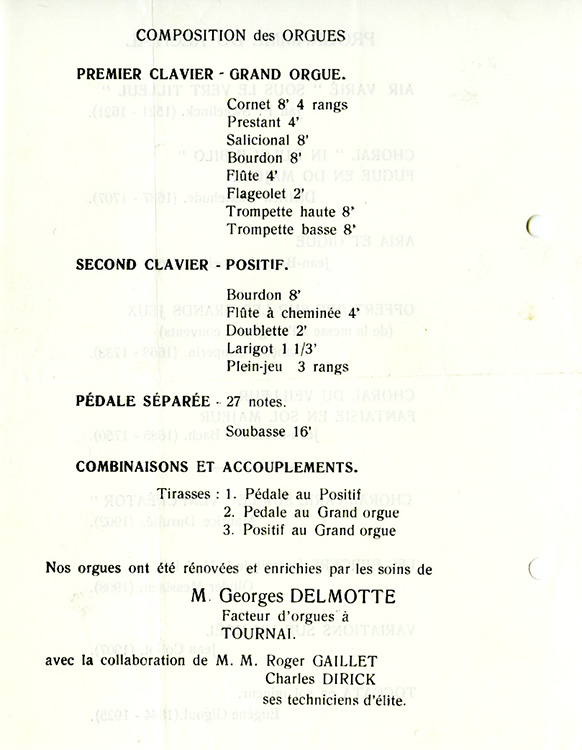 COMPOSITION des ORGUES
PREMIER CLAVIER - GRAND ORGUE.
Cornet 8' 4 rangs
Prestant 4'
Salicional 8'
Bourdon 8'
Flûte 4'
Flageolet 2'
Trompette haute 8'
Trompette basse 8'
SECOND CLAVIER - POSITIF.
Bourdon 8'
Flûte à cheminée 4'
Doublette 2'
Larigot 1 1/3'
Plein-jeu 3 rangs
PÉDALE SÉPARÉE - 27 notes.
Soubasse 16'
COMBINAISONS ET ACCOUPLEMENTS.
Tirasses : 1. Pédale au Positif
2. Pedale au Grand orgue
3. Positif au Grand orgue
Nos orgues ont été rénovées et enrichies par les soins de
M. Georges DELMOTTE
Facteur d'orgues à
TOURNAI.
avec la collaboration de M. M. Roger GAILLET
Charles DIRICK
ses techniciens d'élite.